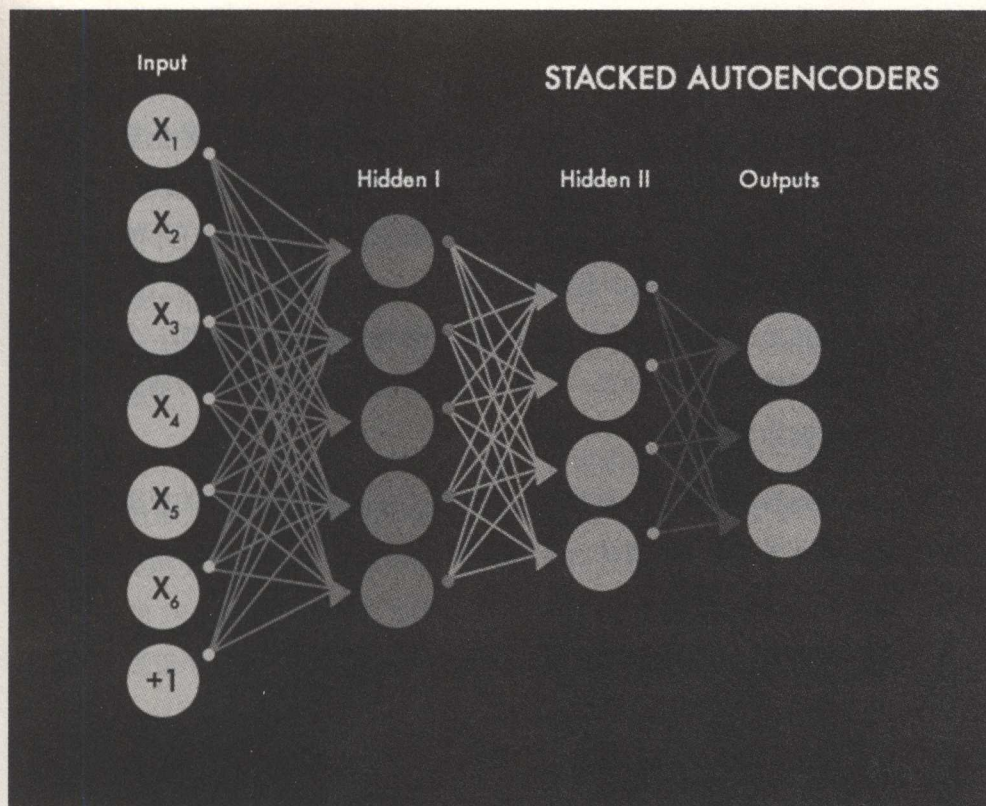 Input
STACKED AUTOENCODERS
X₁
Hidden I
Hidden II
Outputs
X₂
X₃
X₄
X₅
X₆
+1